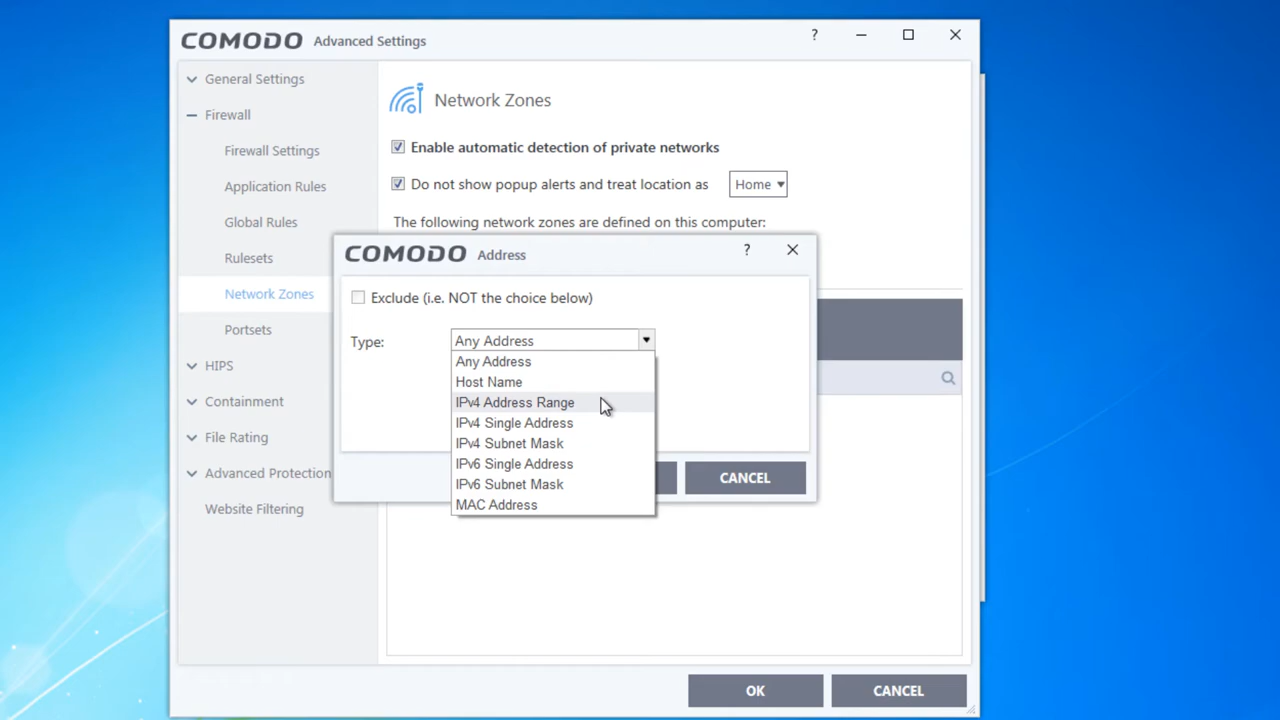 COMODO Advanced Settings ?
General Settings
Firewall
Firewall Settings
Application Rules
Global Rules
Rulesets
Network Zones
Portsets
HIPS
Containment
File Rating
Advanced Protection
Website Filtering
Network Zones
Enable automatic detection of private networks
Do not show popup alerts and treat location as Home
The following network zones are defined on this computer:
COMODO Address ?
Exclude (i.e. NOT the choice below)
Type: Any Address
Any Address
Host Name
IPv4 Address Range
IPv4 Single Address
IPv4 Subnet Mask
IPv6 Single Address
IPv6 Subnet Mask
MAC Address
CANCEL
OK CANCEL